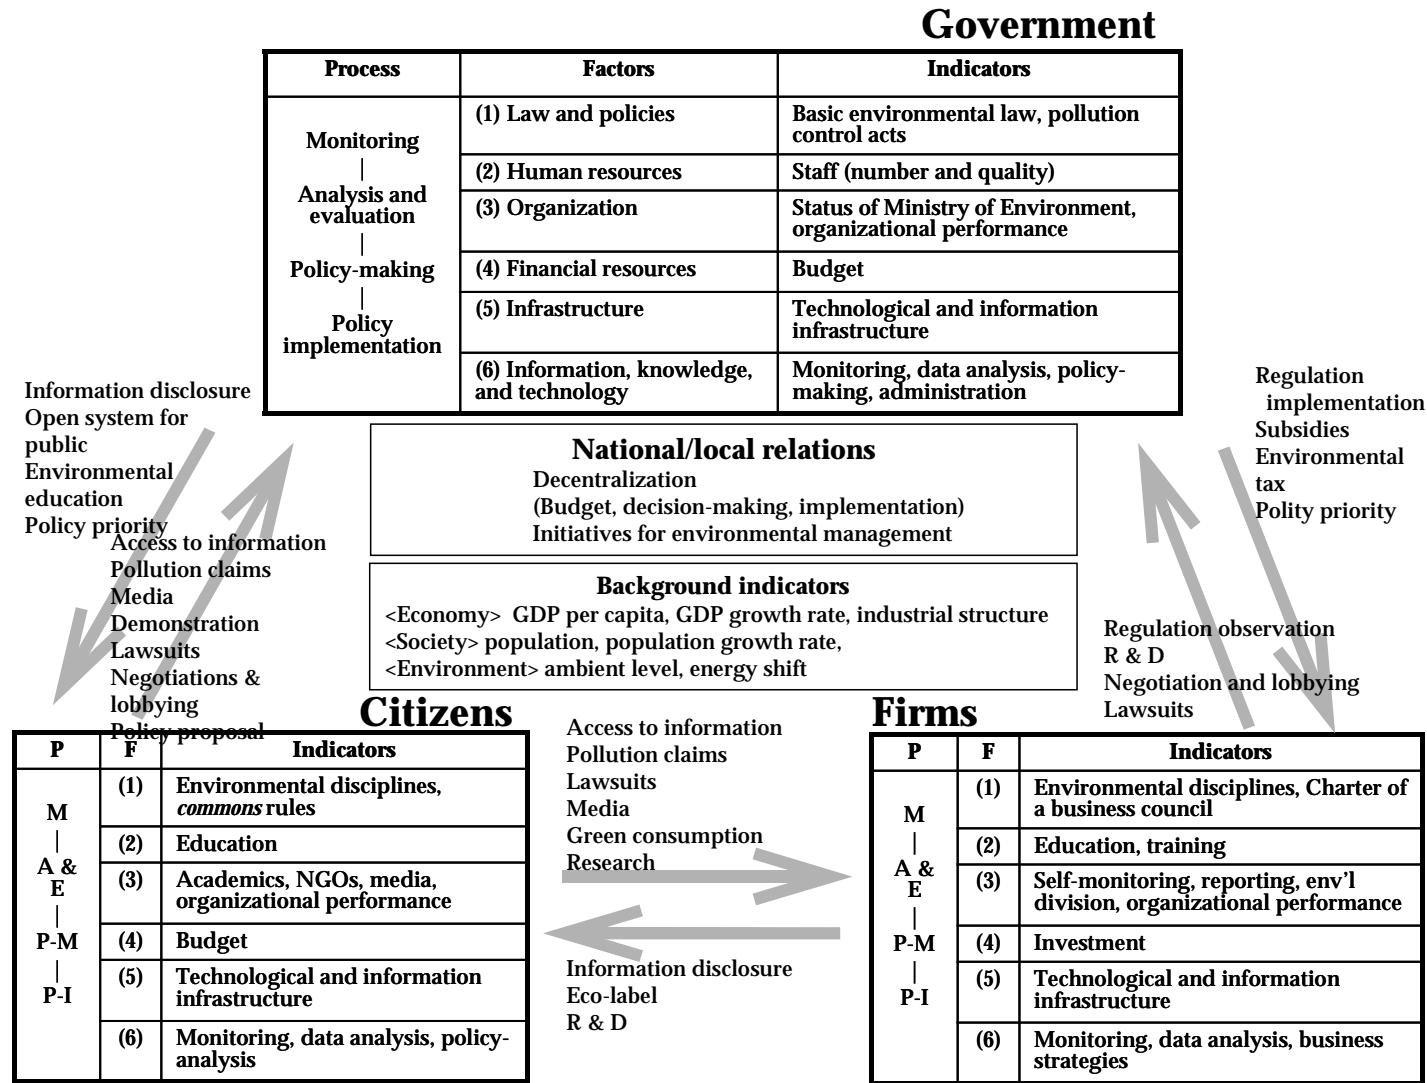 Government
Process Factors Indicators
Monitoring
|
Analysis and
evaluation
|
Policy-making
|
Policy
implementation
(1) Law and policies
Basic environmental law, pollution
control acts
(2) Human resources
Staff (number and quality)
(3) Organization
Status of Ministry of Environment,
organizational performance
(4) Financial resources
Budget
(5) Infrastructure
Technological and information
infrastructure
(6) Information, knowledge,
and technology
Monitoring, data analysis, policy-
making, administration
Information disclosure
Open system for
public
Environmental
education
Policy priority
Access to information
Pollution claims
Media
Demonstration
Lawsuits
Negotiations &
lobbying
Policy proposal
National/local relations
Decentralization
(Budget, decision-making, implementation)
Initiatives for environmental management
Background indicators
<Economy> GDP per capita, GDP growth rate, industrial structure
<Society> population, population growth rate,
<Environment> ambient level, energy shift
Regulation
implementation
Subsidies
Environmental
tax
Polity priority
Regulation observation
R & D
Negotiation and lobbying
Lawsuits
Citizens
P F Indicators
M
|
A &
E
|
P-M
|
P-I
(1) Environmental disciplines,
commons rules
(2) Education
(3) Academics, NGOs, media,
organizational performance
(4) Budget
(5) Technological and information
infrastructure
(6) Monitoring, data analysis, policy-
analysis
Access to information
Pollution claims
Lawsuits
Media
Green consumption
Research
Information disclosure
Eco-label
R & D
Firms
P F Indicators
M
|
A &
E
|
P-M
|
P-I
(1) Environmental disciplines, Charter of
a business council
(2) Education, training
(3) Self-monitoring, reporting, env'l
division, organizational performance
(4) Investment
(5) Technological and information
infrastructure
(6) Monitoring, data analysis, business
strategies